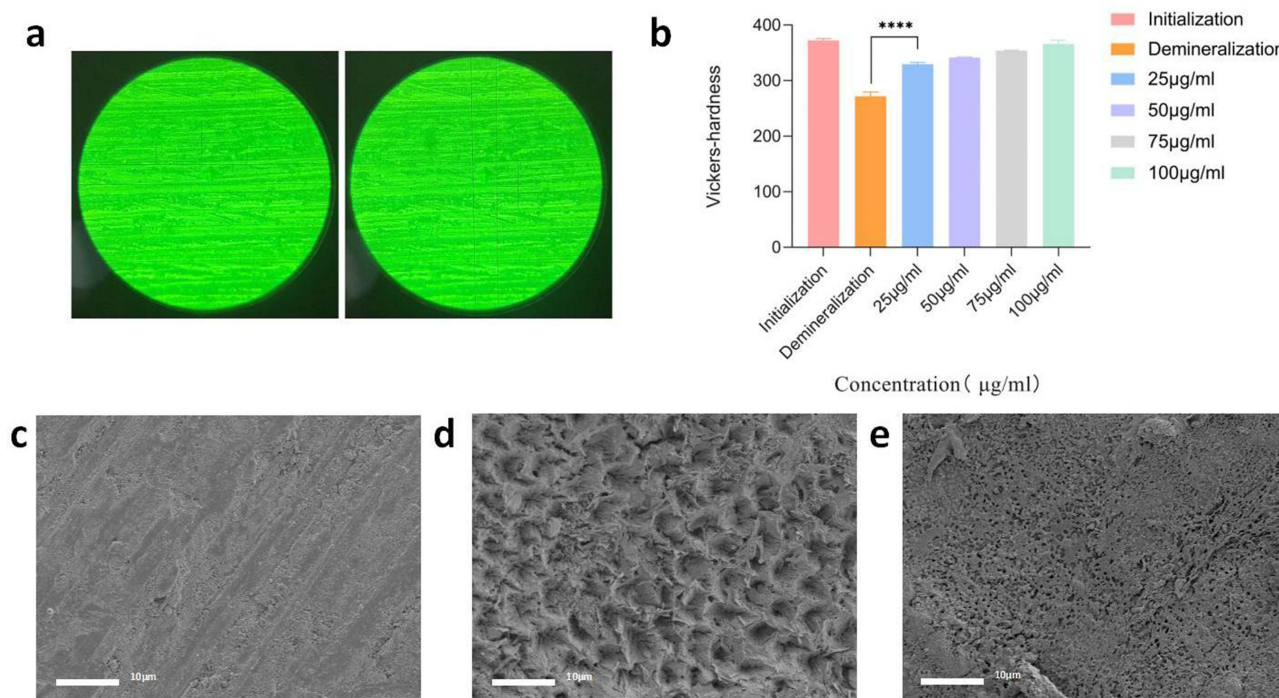 a
b
400
300
200
100
0
Vickers-hardness
****
Initialization
Demineralization
25µg/ml
50µg/ml
75µg/ml
100µg/ml
Concentration( µg/ml)
Initialization
Demineralization
25µg/ml
50µg/ml
75µg/ml
100µg/ml
c
10µm
d
10µm
e
10µm